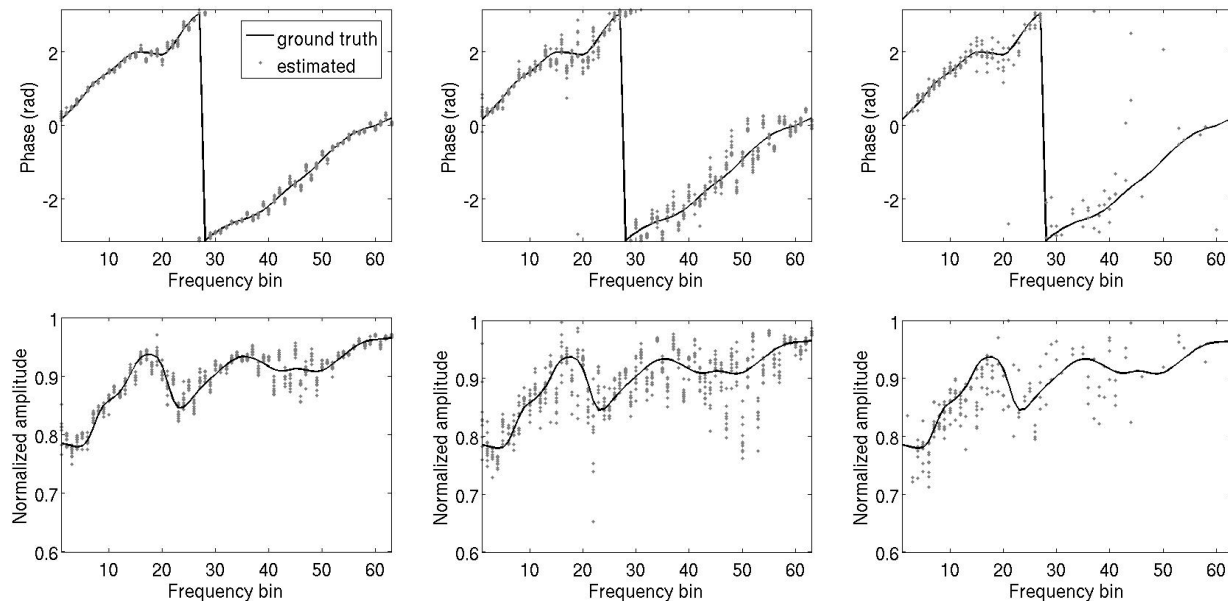 ground truth
estimated
Phase (rad)
2
0
-2
10 20 30 40 50 60
Frequency bin
Phase (rad)
2
0
-2
10 20 30 40 50 60
Frequency bin
Phase (rad)
2
0
-2
10 20 30 40 50 60
Frequency bin
Normalized amplitude
1
0.9
0.8
0.7
0.6
10 20 30 40 50 60
Frequency bin
Normalized amplitude
1
0.9
0.8
0.7
0.6
10 20 30 40 50 60
Frequency bin
Normalized amplitude
1
0.9
0.8
0.7
0.6
10 20 30 40 50 60
Frequency bin